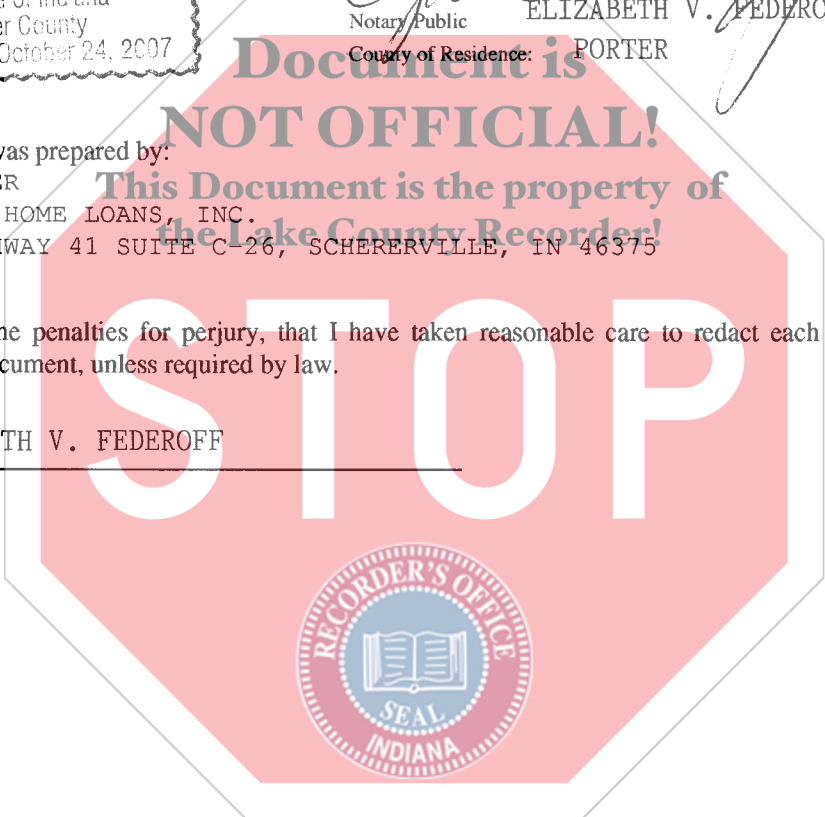 er County
October 24, 2007
Notary Public
ELIZABETH V. FEDERO
County of Residence: PORTER
Document is
NOT OFFICIAL!
This Document is the property of
the Lake County Recorder!
was prepared by:
ER
HOME LOANS, INC.
WAY 41 SUITE C-26, SCHERERVILLE, IN 46375
he penalties for perjury, that I have taken reasonable care to redact each
cument, unless required by law.
TH V. FEDEROFF
STOP
RECORDER'S OFFICE
SEAL
INDIANA